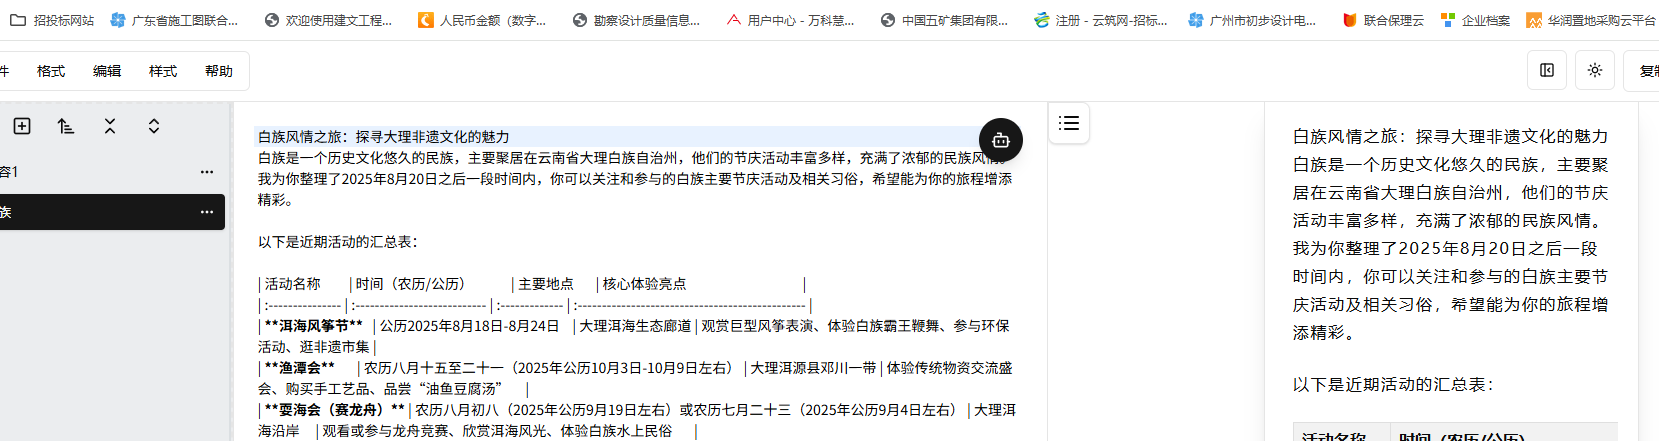 招投标网站 广东省施工图联合... 欢迎使用建文工程... 人民币金额（数字... 勘察设计质量信息... 用户中心 - 万科慧... 中国五矿集团有限... 注册 - 云筑网-招标... 广州市初步设计电... 联合保理云 企业档案 华润置地采购云平台
件 格式 编辑 样式 帮助
容1
族
白族风情之旅：探寻大理非遗文化的魅力
白族是一个历史文化悠久的民族，主要聚居在云南省大理白族自治州，他们的节庆活动丰富多样，充满了浓郁的民族风情。
我为你整理了2025年8月20日之后一段时间内，你可以关注和参与的白族主要节庆活动及相关习俗，希望能为你的旅程增添
精彩。
以下是近期活动的汇总表：
| 活动名称 | 时间（农历/公历） | 主要地点 | 核心体验亮点 |
| :--------------- | :--------------------------- | :------------- | :----------------------------------------------- |
| **洱海风筝节** | 公历2025年8月18日-8月24日 | 大理洱海生态廊道 | 观赏巨型风筝表演、体验白族霸王鞭舞、参与环保
活动、逛非遗市集 |
| **渔潭会** | 农历八月十五至二十一（2025年公历10月3日-10月9日左右） | 大理洱源县邓川一带 | 体验传统物资交流盛
会、购买手工艺品、品尝“油鱼豆腐汤” |
| **耍海会（赛龙舟）** | 农历八月初八（2025年公历9月19日左右）或农历七月二十三（2025年公历9月4日左右） | 大理洱
海沿岸 | 观看或参与龙舟竞赛、欣赏洱海风光、体验白族水上民俗 |
复制
白族风情之旅：探寻大理非遗文化的魅力
白族是一个历史文化悠久的民族，主要聚
居在云南省大理白族自治州，他们的节庆
活动丰富多样，充满了浓郁的民族风情。
我为你整理了2025年8月20日之后一段
时间内，你可以关注和参与的白族主要节
庆活动及相关习俗，希望能为你的旅程增
添精彩。
以下是近期活动的汇总表：
活动名称 时间（农历/公历）